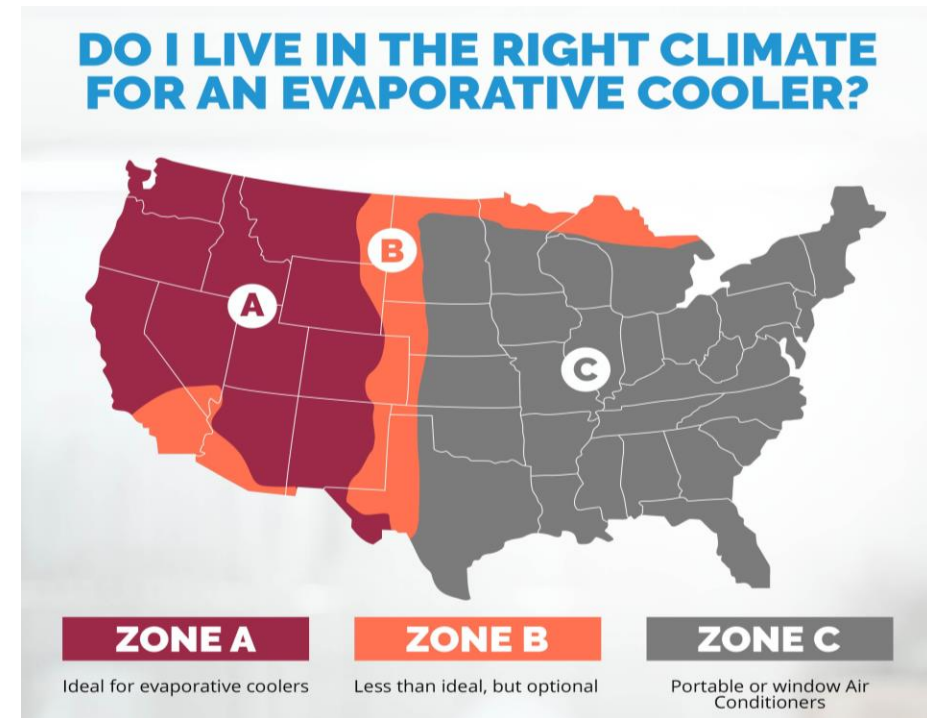 DO I LIVE IN THE RIGHT CLIMATE
FOR AN EVAPORATIVE COOLER?
B
A
C
ZONE A
Ideal for evaporative coolers
ZONE B
Less than ideal, but optional
ZONE C
Portable or window Air
Conditioners